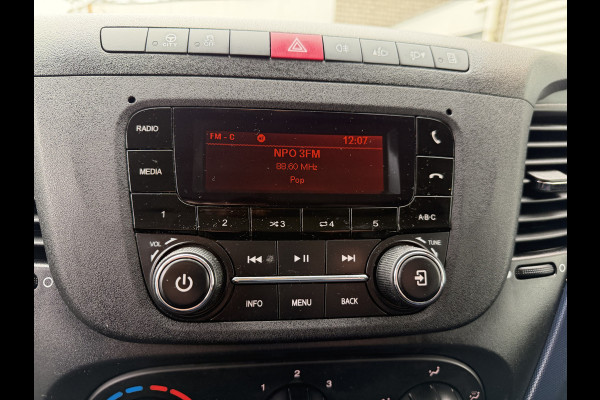 CITY
RADIO
MEDIA
FM - C 12:07
NPO 3FM
88.60 MHz
Pop
1 2 3 4 5 A-B-C
VOL
TUNE
INFO MENU BACK
1 2 3